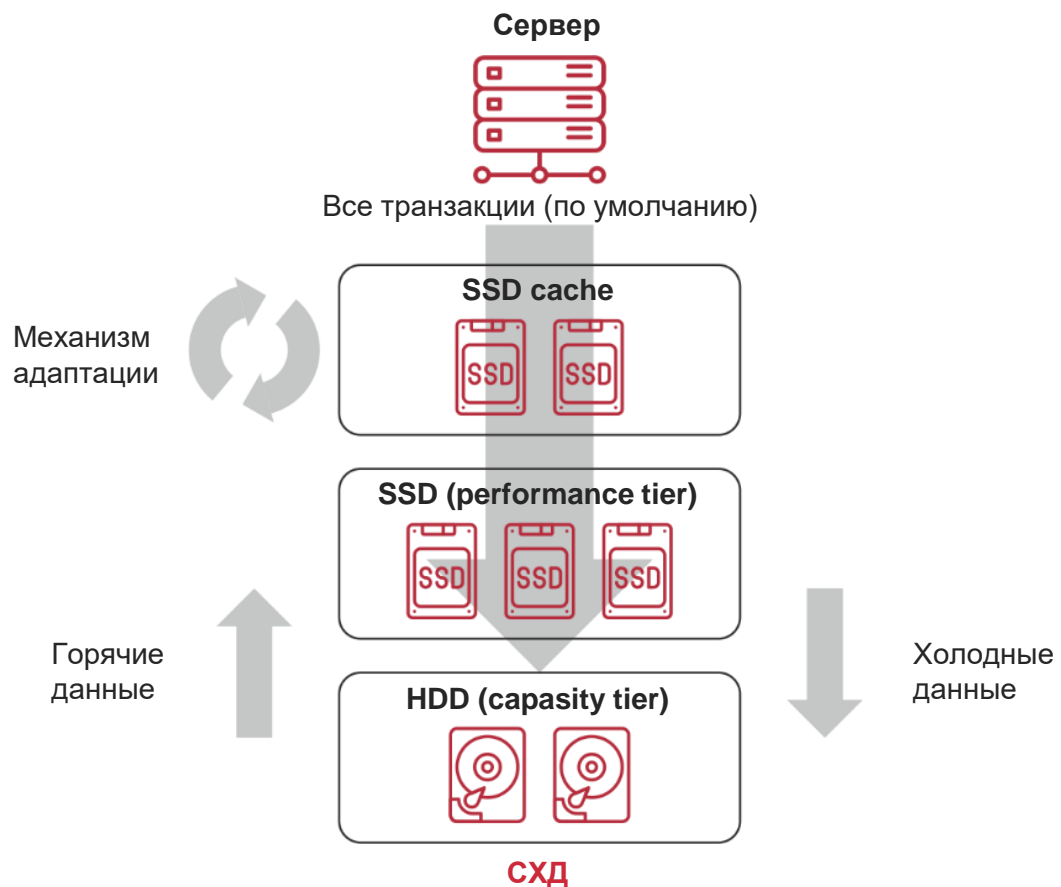 Сервер
Все транзакции (по умолчанию)
SSD cache
SSD SSD
Механизм
адаптации
SSD (performance tier)
SSD SSD SSD
Горячие
данные
Холодные
данные
HDD (capasity tier)
СХД